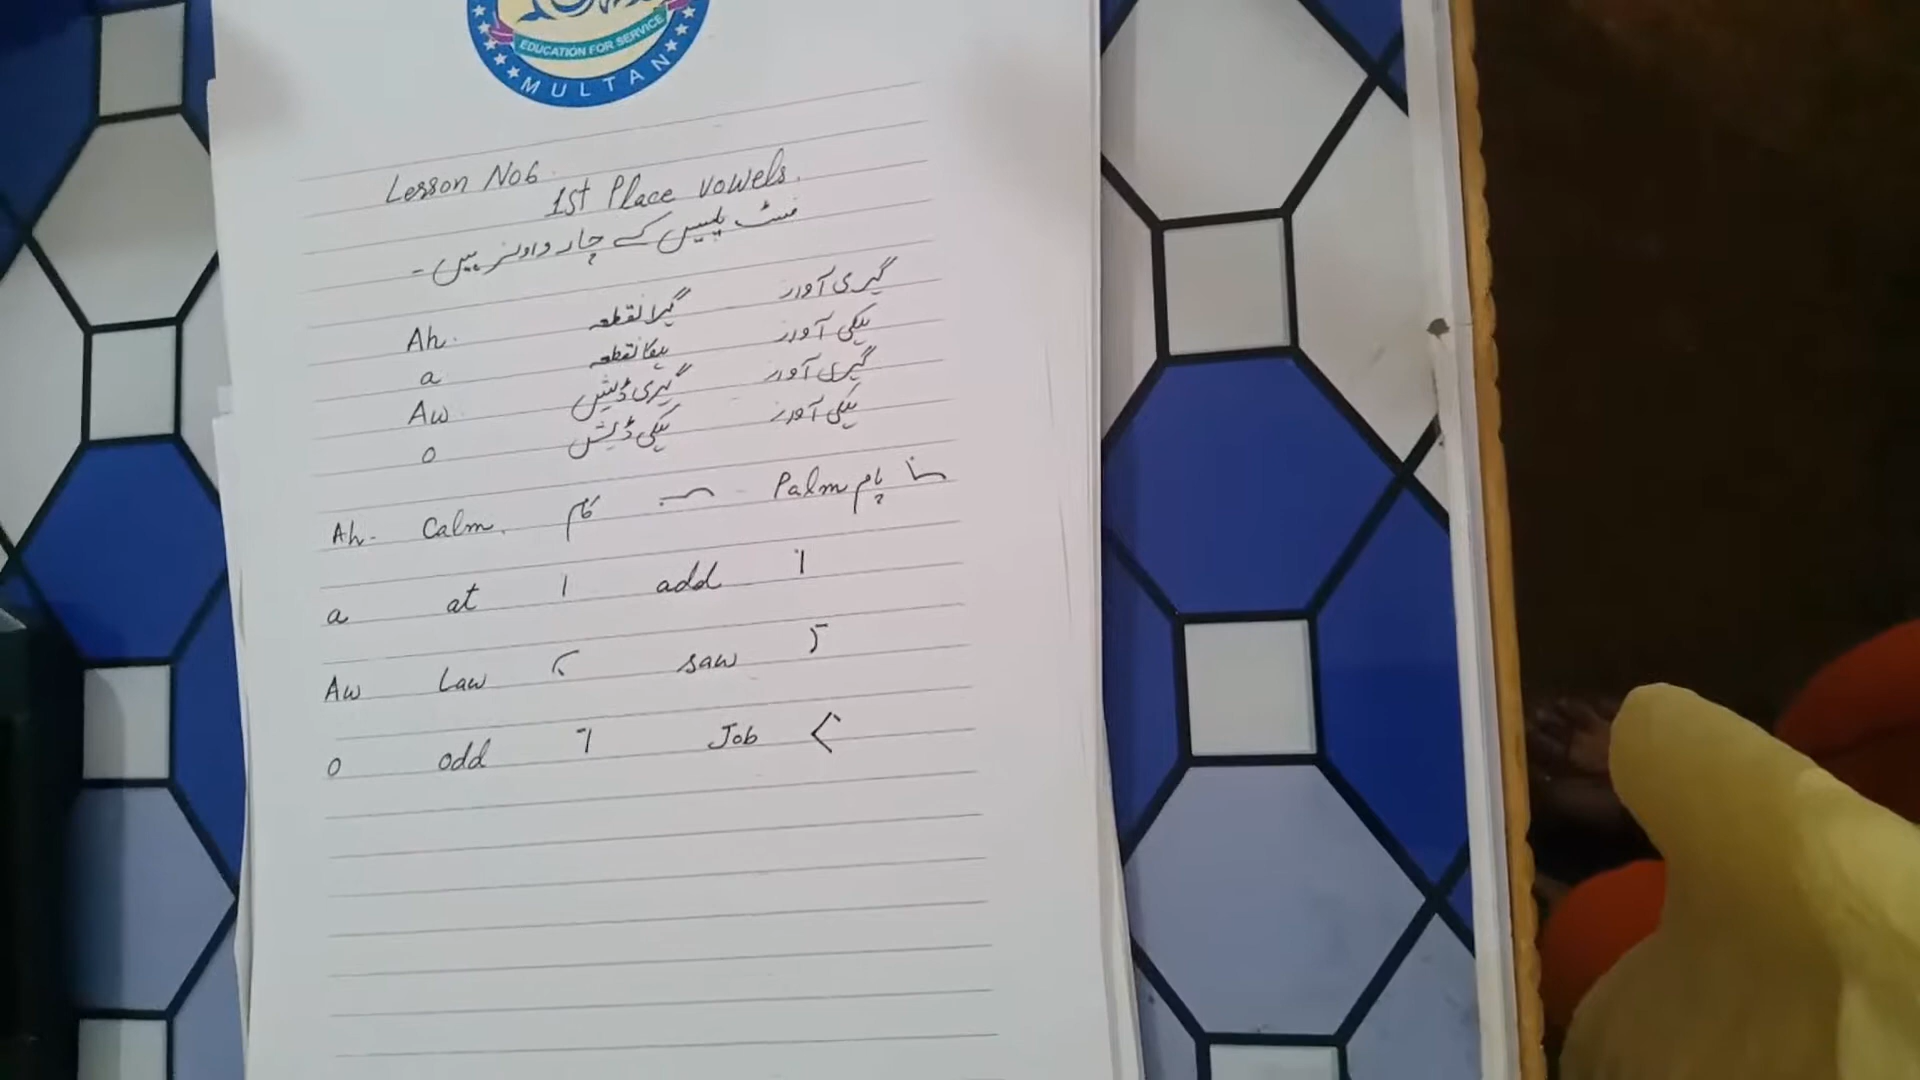 EDUCATION FOR SERVICE
MULTAN
Lesson No6
1st Place vowels.
فسٹ پلیس کے چار واولز ہیں -
Ah. گہرا نقطہ گہری آواز
a ہلکا نقطہ ہلکی آواز
Aw گہری ڈیش گہری آواز
o ہلکی ڈیش ہلکی آواز
Ah- Calm. کام - Palm پام
a at add
Aw Law saw
o odd Job